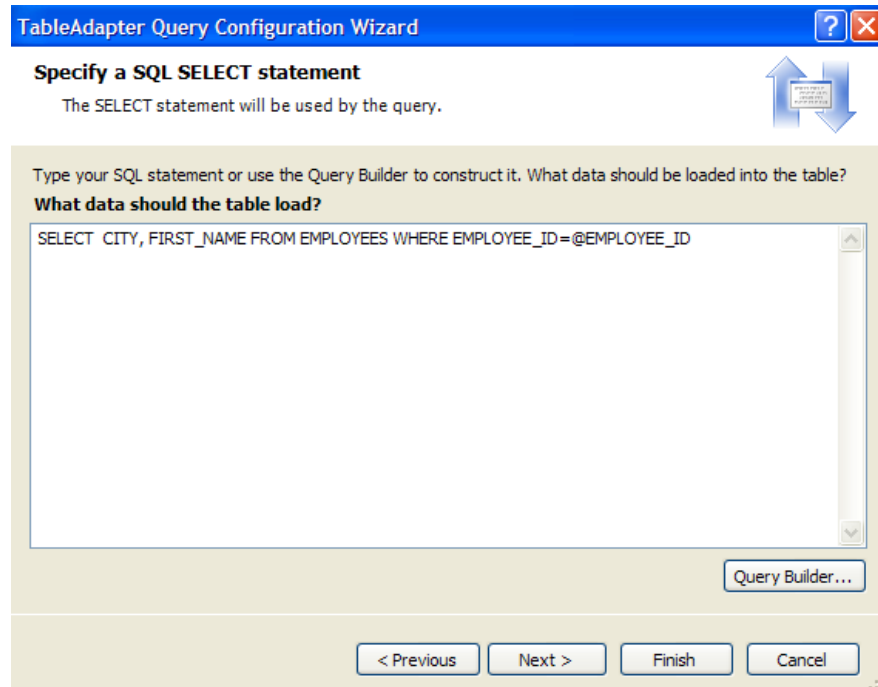 TableAdapter Query Configuration Wizard
Specify a SQL SELECT statement
The SELECT statement will be used by the query.
Type your SQL statement or use the Query Builder to construct it. What data should be loaded into the table?
What data should the table load?
SELECT  CITY, FIRST_NAME FROM EMPLOYEES WHERE EMPLOYEE_ID=@EMPLOYEE_ID
Query Builder...
< Previous
Next >
Finish
Cancel